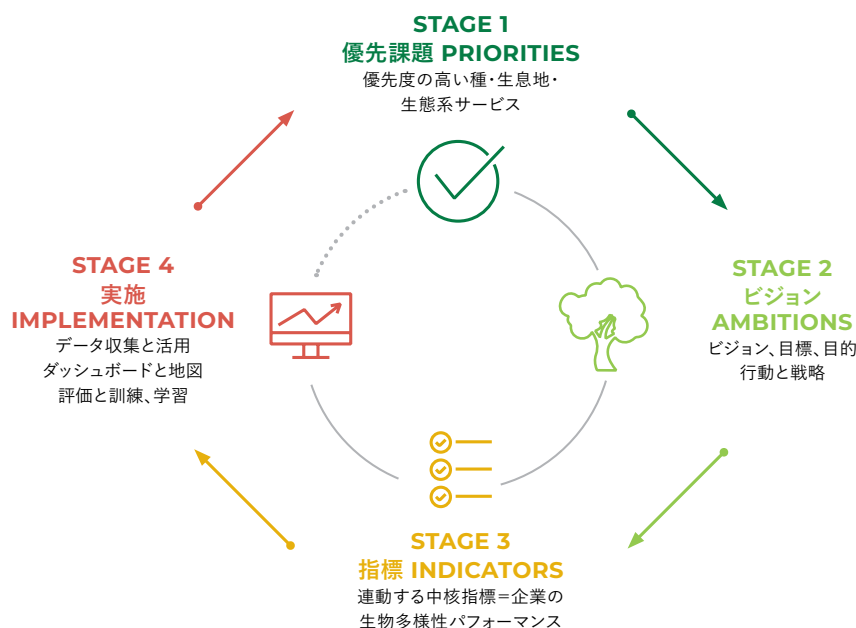 STAGE 1
優先課題 PRIORITIES
優先度の高い種・生息地・
生態系サービス
STAGE 2
ビジョン
AMBITIONS
ビジョン、目標、目的
行動と戦略
STAGE 3
指標 INDICATORS
連動する中核指標=企業の
生物多様性パフォーマンス
STAGE 4
実施
IMPLEMENTATION
データ収集と活用
ダッシュボードと地図
評価と訓練、学習